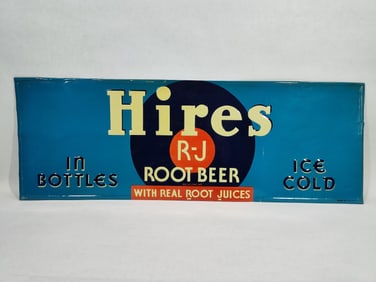 Hires
R-J
ROOT BEER
WITH REAL ROOT JUICES
IN
BOTTLES
ICE
COLD